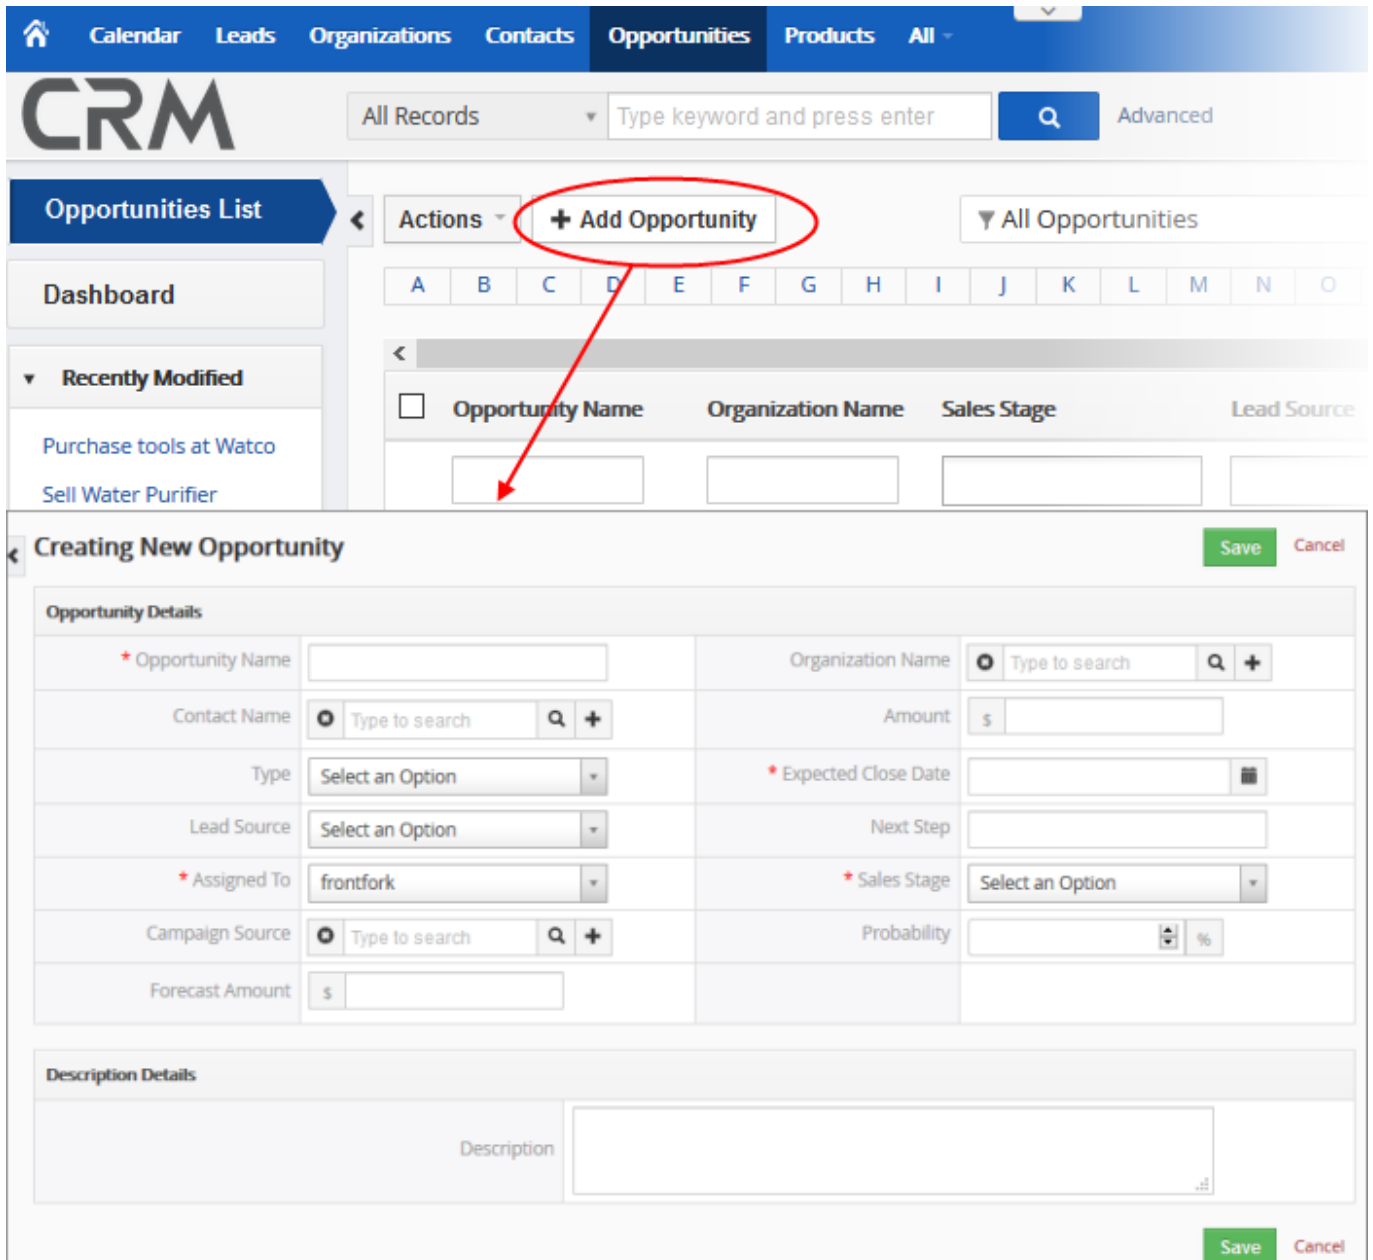 Calendar Leads Organizations Contacts Opportunities Products All
CRM
All Records Type keyword and press enter Advanced
Opportunities List
Actions + Add Opportunity All Opportunities
A B C D E F G H I J K L M N O
Dashboard
Recently Modified
Opportunity Name Organization Name Sales Stage Lead Source
Purchase tools at Watco
Sell Water Purifier
Creating New Opportunity Save Cancel
Opportunity Details
* Opportunity Name Organization Name Type to search
Contact Name Type to search Amount $
Type Select an Option * Expected Close Date
Lead Source Select an Option Next Step
* Assigned To frontfork * Sales Stage Select an Option
Campaign Source Type to search Probability %
Forecast Amount $
Description Details
Description
Save Cancel